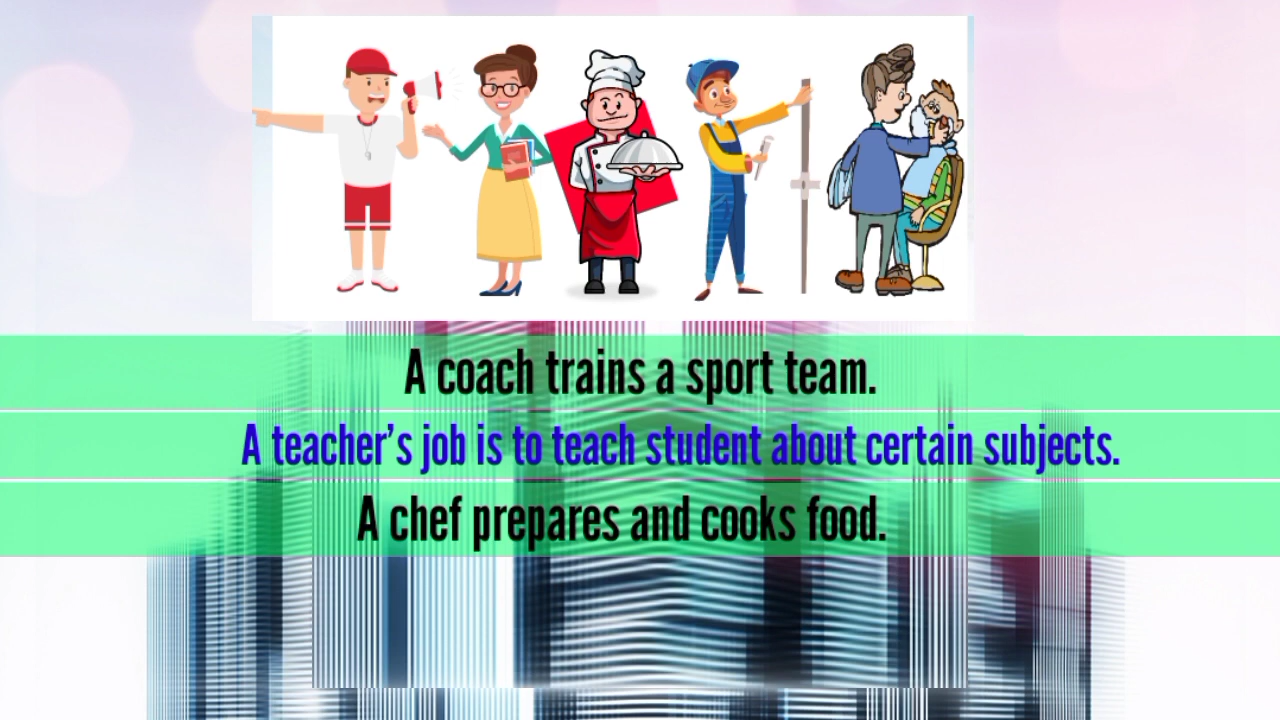 A coach trains a sport team.
A teacher’s job is to teach student about certain subjects.
A chef prepares and cooks food.